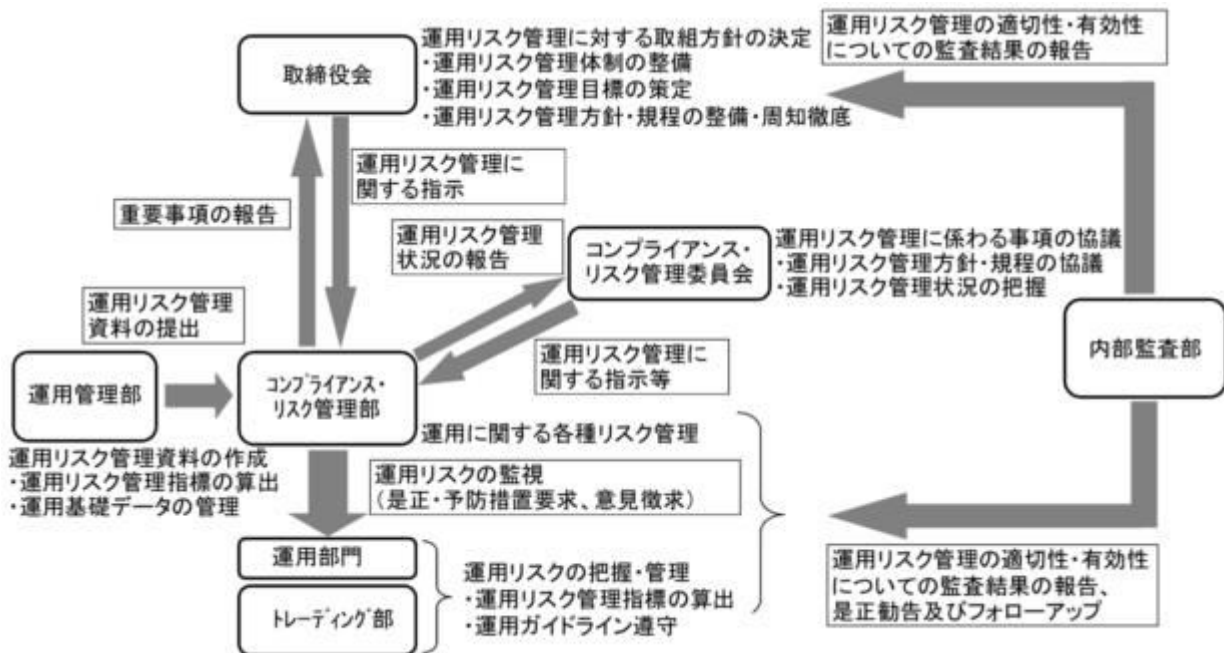 取締役会
運用リスク管理に対する取組方針の決定
・運用リスク管理体制の整備
・運用リスク管理目標の策定
・運用リスク管理方針・規程の整備・周知徹底
運用リスク管理の適切性・有効性
についての監査結果の報告
運用リスク管理に
関する指示
重要事項の報告
運用リスク管理
状況の報告
コンプライアンス・
リスク管理委員会
運用リスク管理に係わる事項の協議
・運用リスク管理方針・規程の協議
・運用リスク管理状況の把握
運用リスク管理
資料の提出
運用リスク管理に
関する指示等
内部監査部
運用管理部
コンプライアンス・
リスク管理部
運用に関する各種リスク管理
運用リスク管理資料の作成
・運用リスク管理指標の算出
・運用基礎データの管理
運用リスクの監視
(是正・予防措置要求、意見徴求)
運用部門
トレーディング部
運用リスクの把握・管理
・運用リスク管理指標の算出
・運用ガイドライン遵守
運用リスク管理の適切性・有効性
についての監査結果の報告、
是正勧告及びフォローアップ